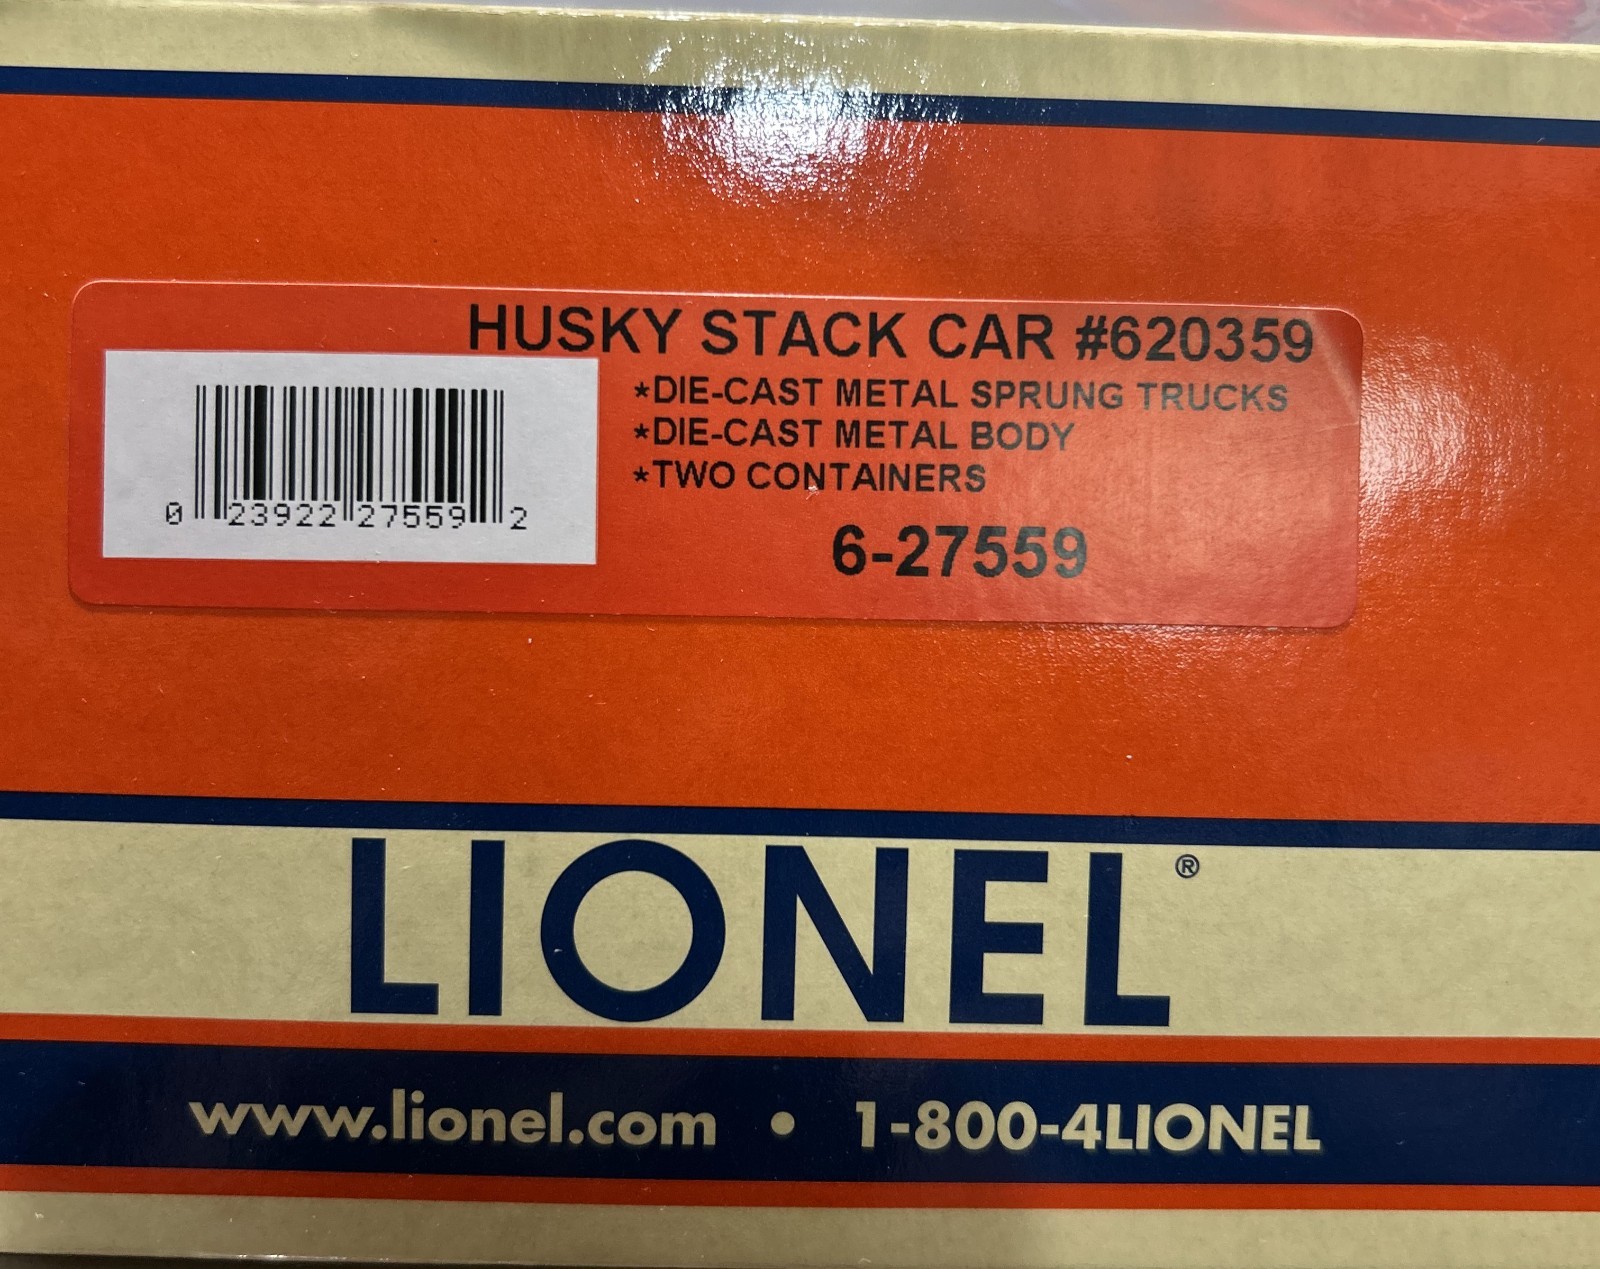 HUSKY STACK CAR #620359
*DIE-CAST METAL SPRUNG TRUCKS
*DIE-CAST METAL BODY
*TWO CONTAINERS
0 23922 27559 2
6-27559
LIONEL®
www.lionel.com • 1-800-4LIONEL